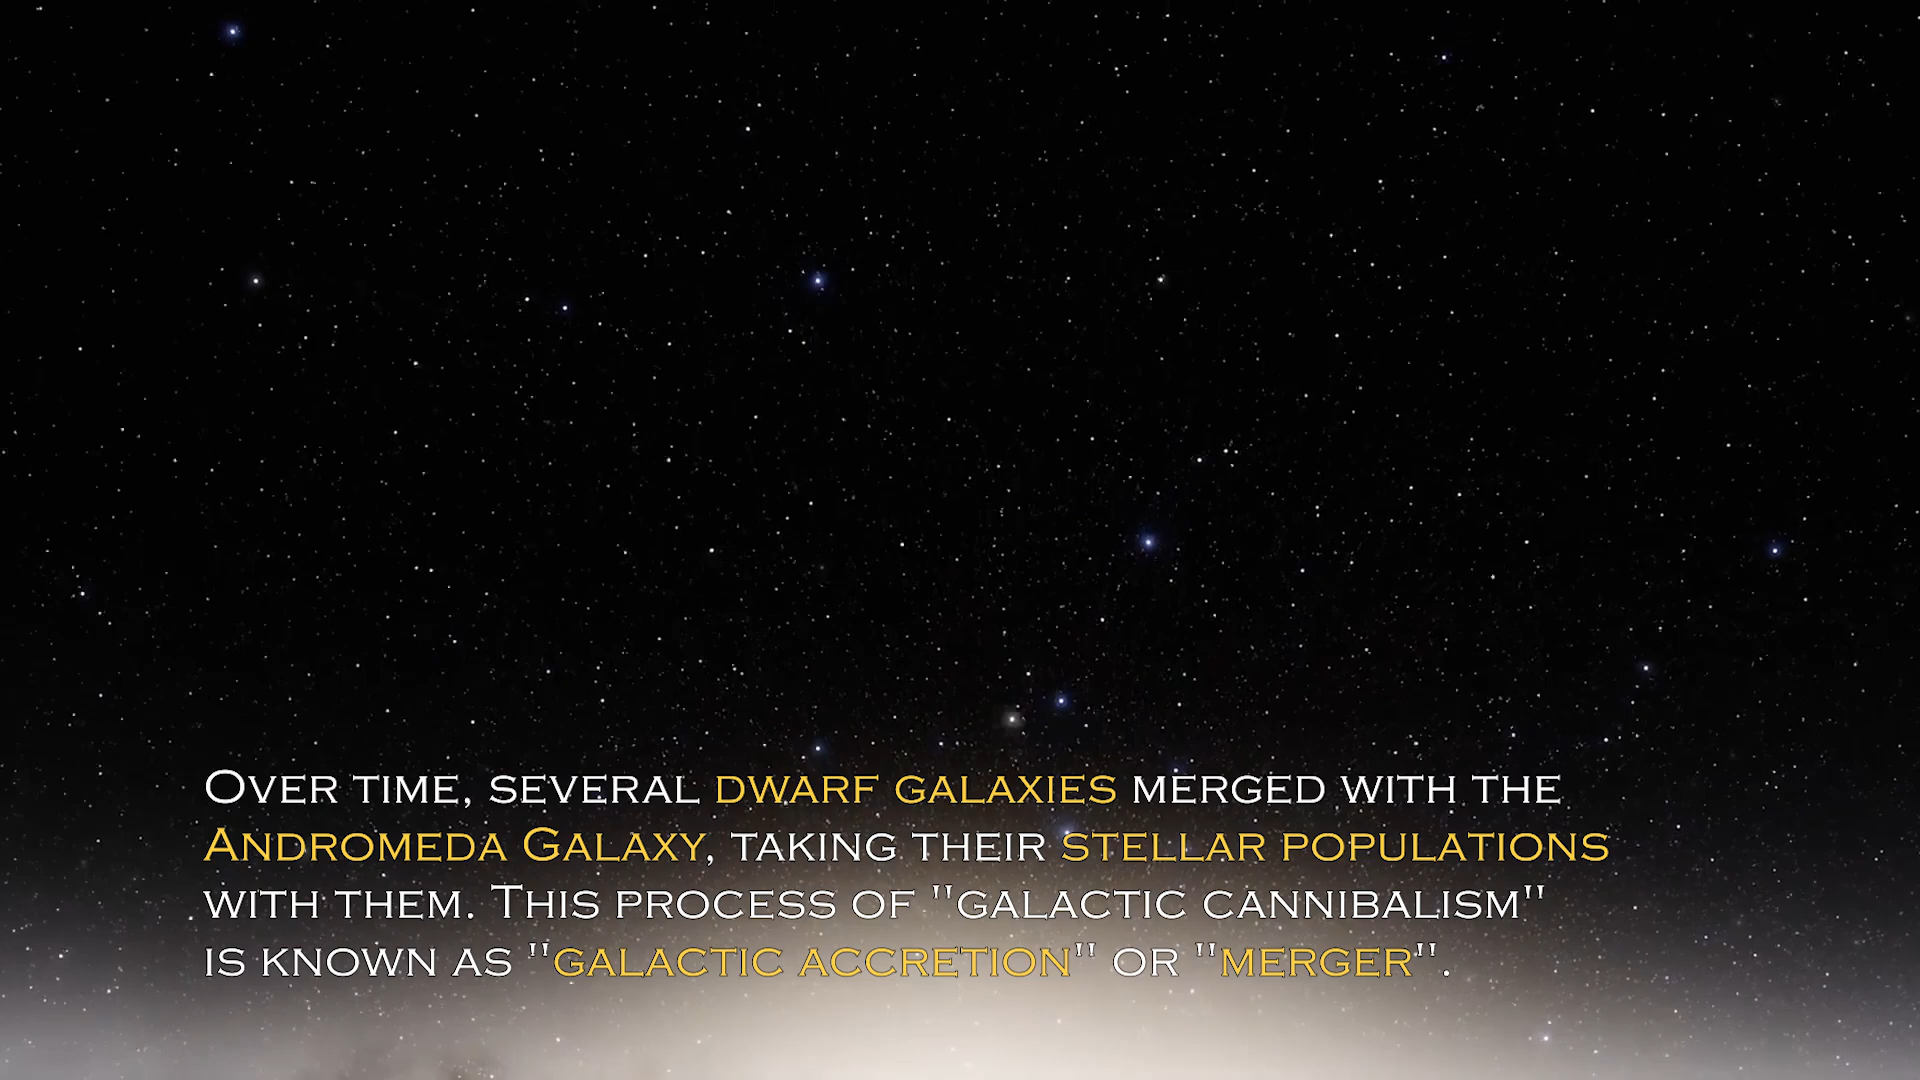 Over time, several dwarf galaxies merged with the
Andromeda Galaxy, taking their stellar populations
with them. This process of "galactic cannibalism"
is known as "galactic accretion" or "merger".